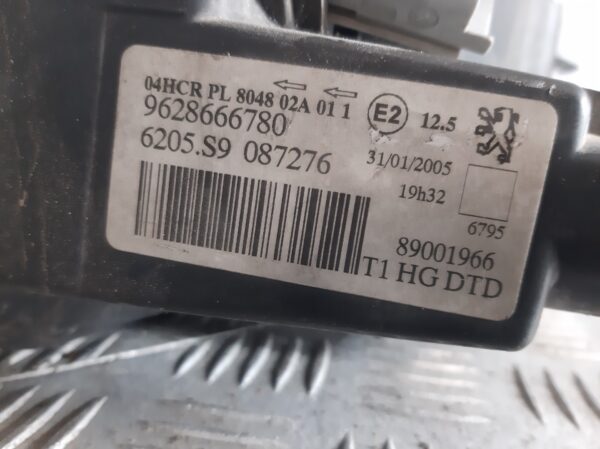 04HCR PL 8048 02A 01 1 E2 12.5
9628666780
6205.S9 087276
31/01/2005
19h32
6795
89001966
T1 HG DTD